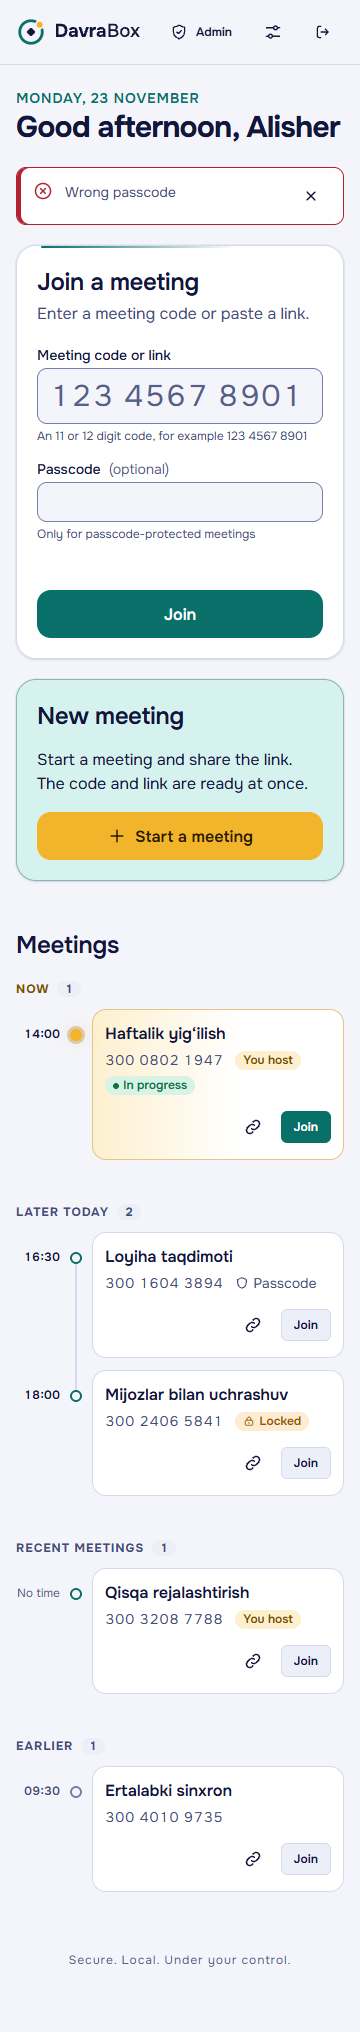 DavraBox Admin
MONDAY, 23 NOVEMBER
Good afternoon, Alisher
Wrong passcode
Join a meeting
Enter a meeting code or paste a link.
Meeting code or link
123 4567 8901
An 11 or 12 digit code, for example 123 4567 8901
Passcode (optional)
Only for passcode-protected meetings
Join
New meeting
Start a meeting and share the link.
The code and link are ready at once.
Start a meeting
Meetings
NOW 1
14:00 Haftalik yigʻilish
300 0802 1947 You host
In progress
Join
LATER TODAY 2
16:30 Loyiha taqdimoti
300 1604 3894 Passcode
Join
18:00 Mijozlar bilan uchrashuv
300 2406 5841 Locked
Join
RECENT MEETINGS 1
No time Qisqa rejalashtirish
300 3208 7788 You host
Join
EARLIER 1
09:30 Ertalabki sinxron
300 4010 9735
Join
Secure. Local. Under your control.